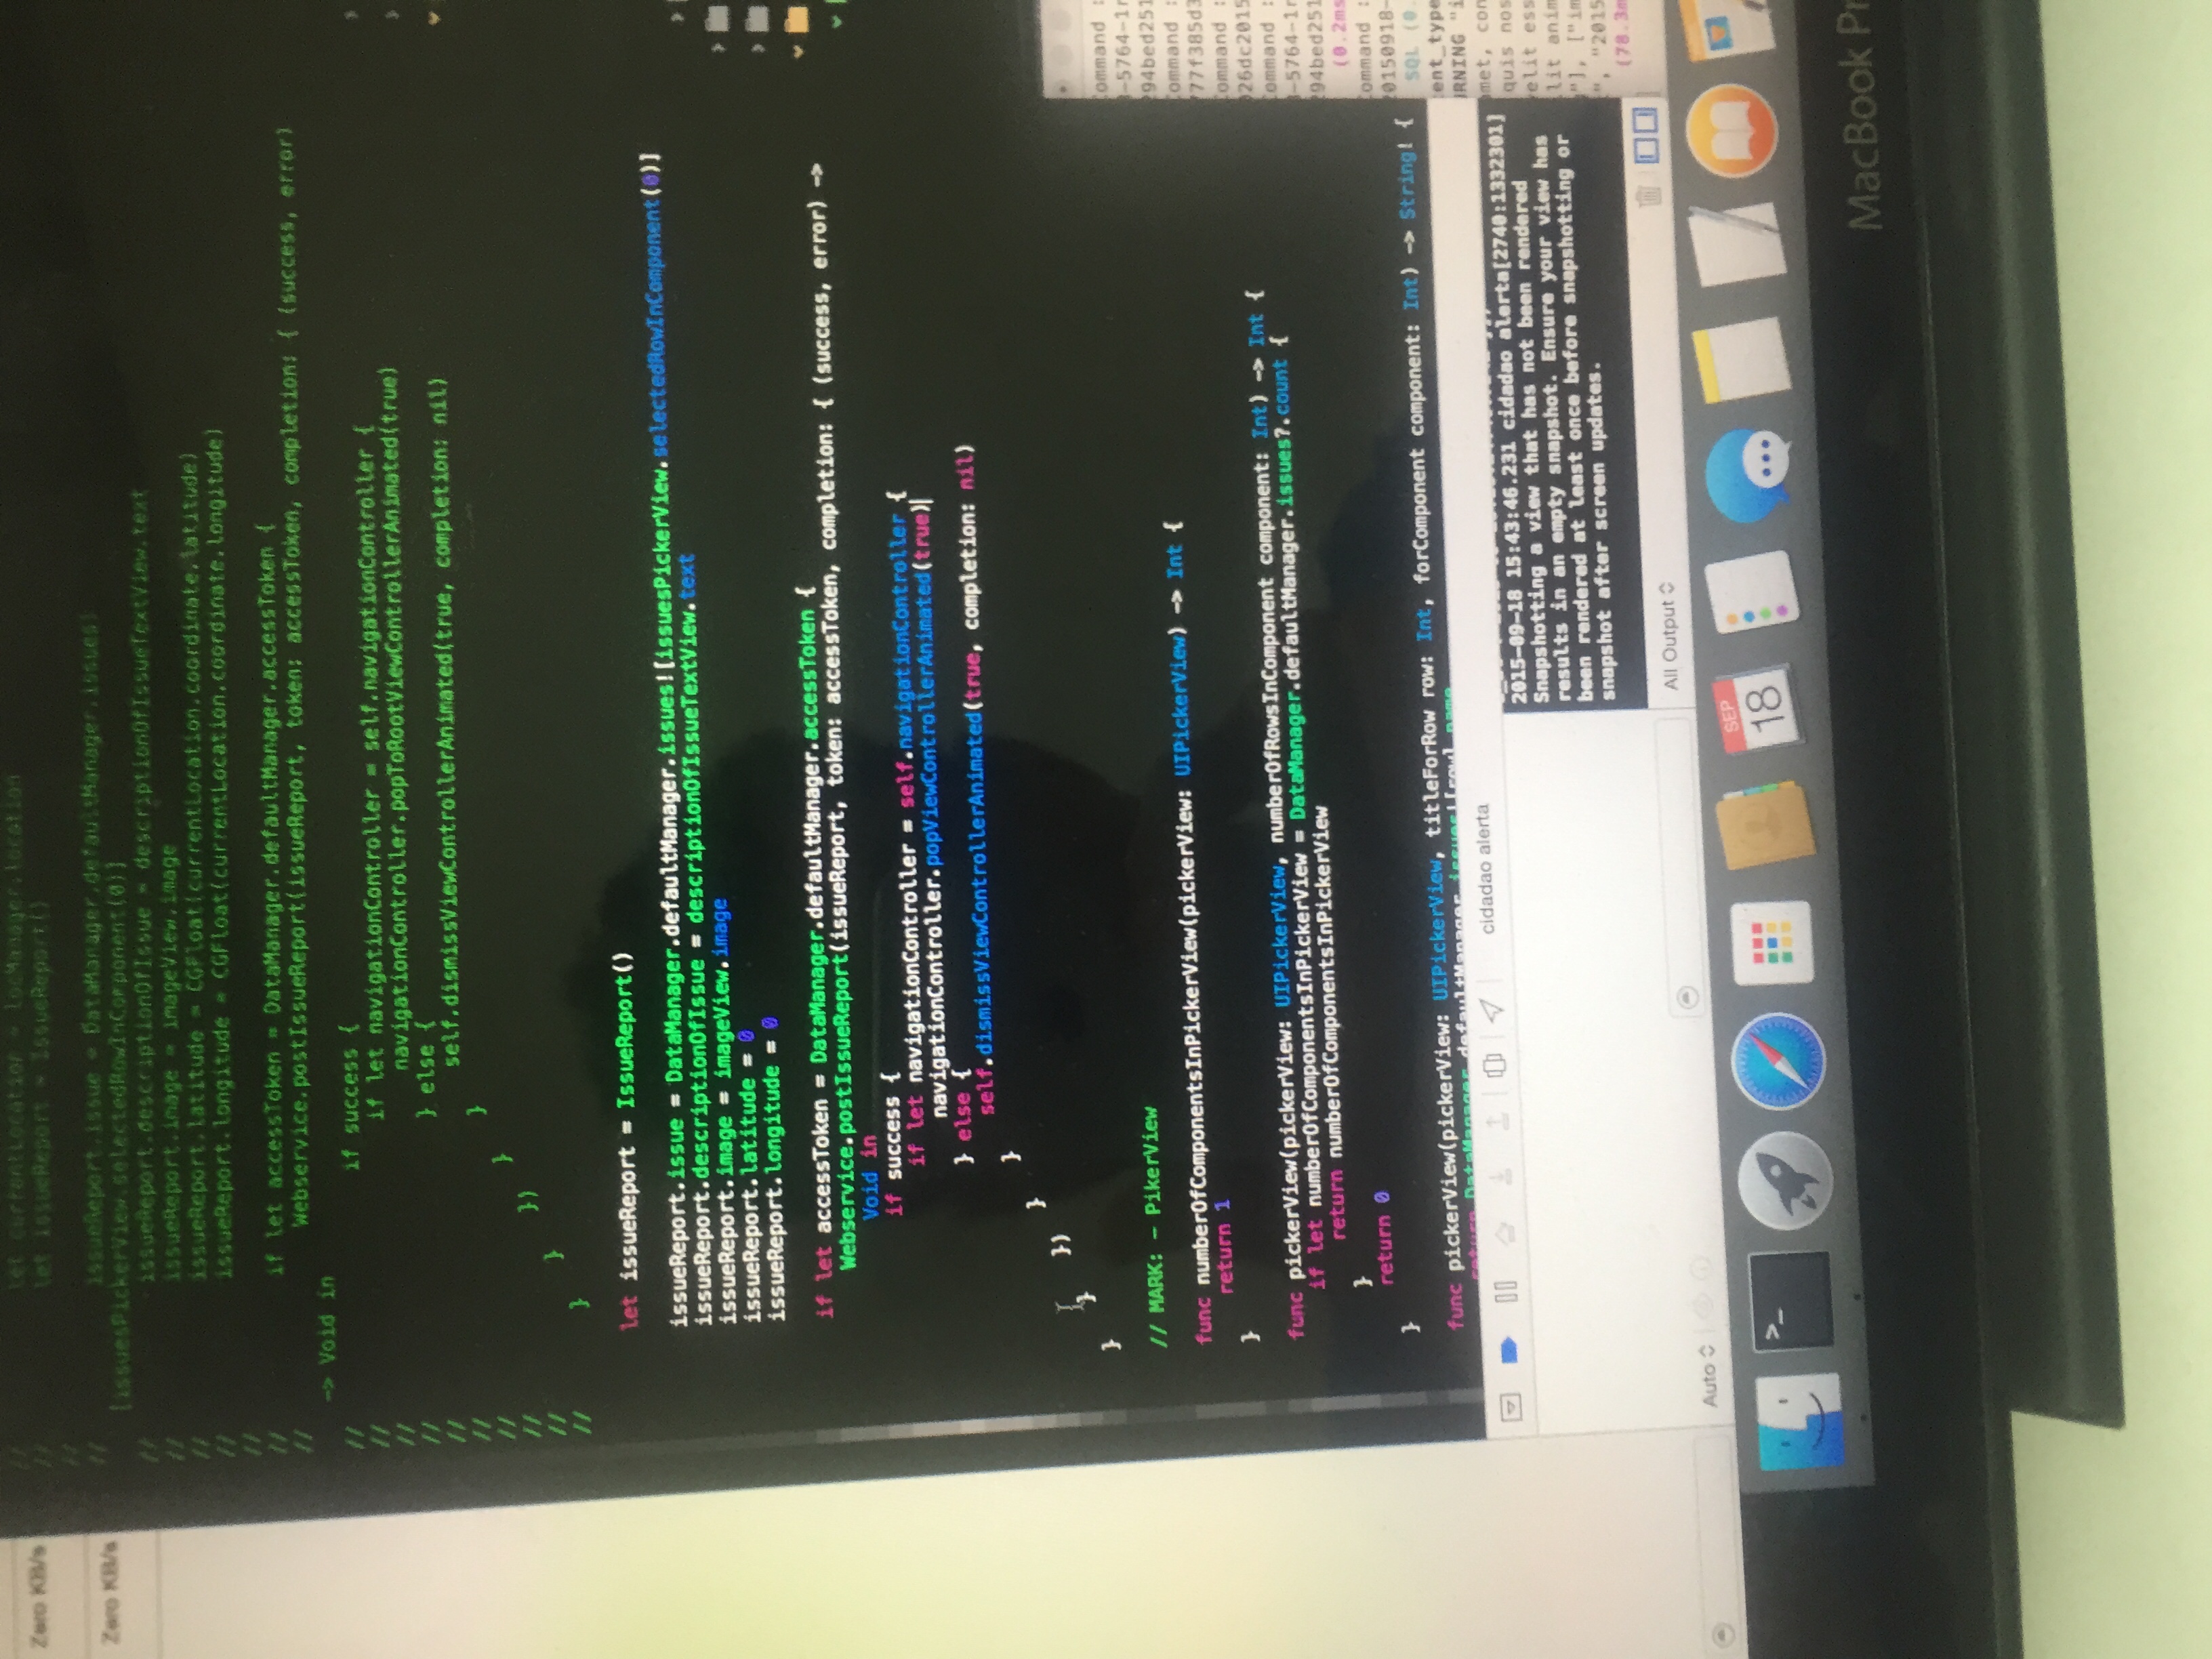 Zero KB/s
Zero KB/s
// let currentLocation = locManager.location
// let issueReport = IssueReport()
//
// issueReport.issue = DataManager.defaultManager.issues!
[issuesPickerView.selectedRowInComponent(0)]
// issueReport.descriptionOfIssue = descriptionOfIssueTextView.text
// issueReport.image = imageView.image
// issueReport.latitude = CGFloat(currentLocation.coordinate.latitude)
// issueReport.longitude = CGFloat(currentLocation.coordinate.longitude)
//
// if let accessToken = DataManager.defaultManager.accessToken {
// Webservice.postIssueReport(issueReport, token: accessToken, completion: { (success, error)
-> Void in
// if success {
// if let navigationController = self.navigationController {
// navigationController.popToRootViewControllerAnimated(true)
// } else {
// self.dismissViewControllerAnimated(true, completion: nil)
// }
// }
// })
// }
// }
let issueReport = IssueReport()
issueReport.issue = DataManager.defaultManager.issues![issuesPickerView.selectedRowInComponent(0)]
issueReport.descriptionOfIssue = descriptionOfIssueTextView.text
issueReport.image = imageView.image
issueReport.latitude = 0
issueReport.longitude = 0
if let accessToken = DataManager.defaultManager.accessToken {
Webservice.postIssueReport(issueReport, token: accessToken, completion: { (success, error) ->
Void in
if success {
if let navigationController = self.navigationController {
navigationController.popViewControllerAnimated(true)
} else {
self.dismissViewControllerAnimated(true, completion: nil)
}
}
})
}
}
// MARK: - PikerView
func numberOfComponentsInPickerView(pickerView: UIPickerView) -> Int {
return 1
}
func pickerView(pickerView: UIPickerView, numberOfRowsInComponent component: Int) -> Int {
if let numberOfComponentsInPickerView = DataManager.defaultManager.issues?.count {
return numberOfComponentsInPickerView
}
return 0
}
func pickerView(pickerView: UIPickerView, titleForRow row: Int, forComponent component: Int) -> String! {
return DataManager.defaultManager.issues![row].name
cidadao alerta
2015-09-18 15:43:46.231 cidadao alerta[2740:1332301]
Snapshotting a view that has not been rendered
results in an empty snapshot. Ensure your view has
been rendered at least once before snapshotting or
snapshot after screen updates.
Auto
All Output
ommand :
-5764-1
94bed251
ommand :
77f385d3
ommand :
26dc2015
ommand :
-5764-1
94bed251
(0.2ms
ommand :
0150918-
SQL (0.
ent_type
RNING "i
met, con
quis nos
elit ess
lit anim
"], ["im
", "2015
(78.3m
>_
SEP
18
MacBook Pr